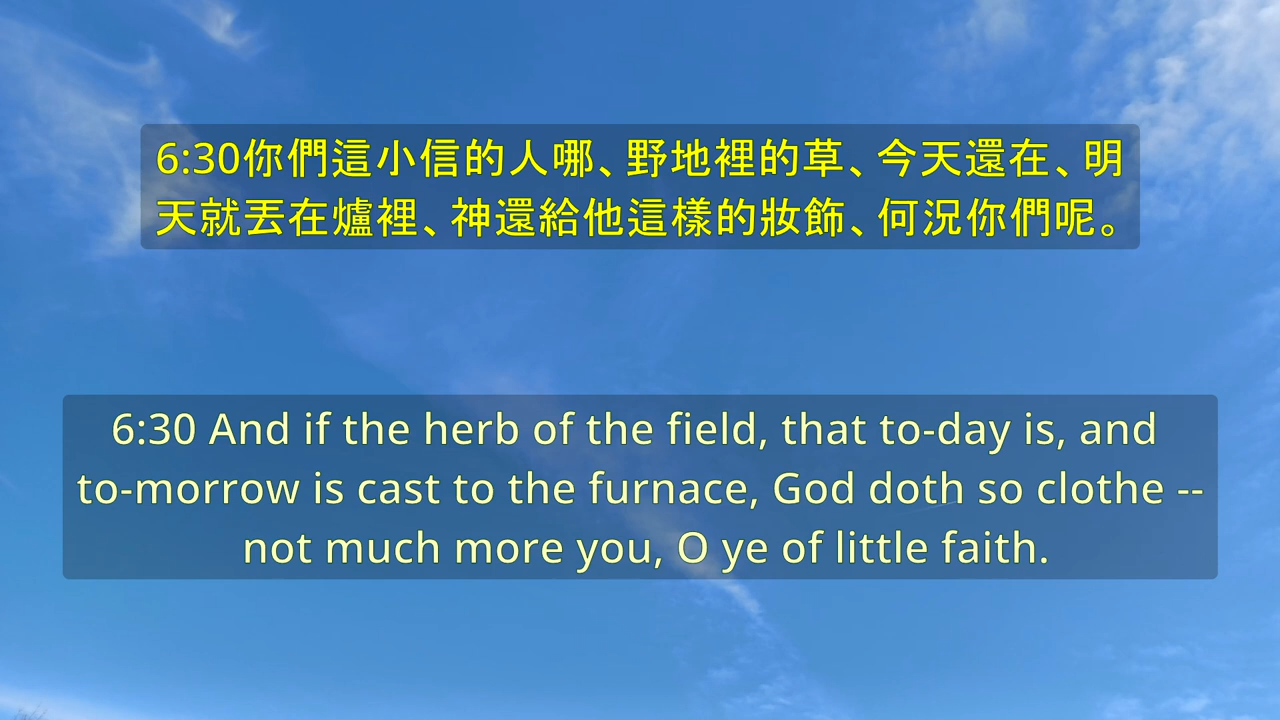 6:30你們這小信的人哪、野地裡的草、今天還在、明
天就丟在爐裡、神還給他這樣的妝飾、何況你們呢。
6:30 And if the herb of the field, that to-day is, and
to-morrow is cast to the furnace, God doth so clothe --
not much more you, O ye of little faith.